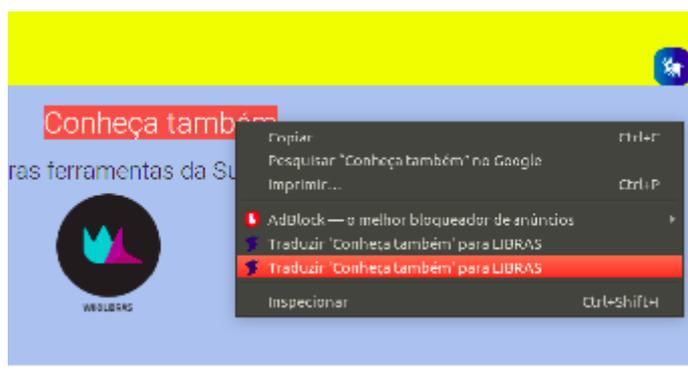 Conheça também
ras ferramentas da Su
WIKILIBRAS
Copiar Ctrl+C
Pesquisar "Conheça também" no Google
Imprimir... Ctrl+P
AdBlock — o melhor bloqueador de anúncios
Traduzir 'Conheça também' para LIBRAS
Traduzir 'Conheça também' para LIBRAS
Inspecionar Ctrl+Shift+I